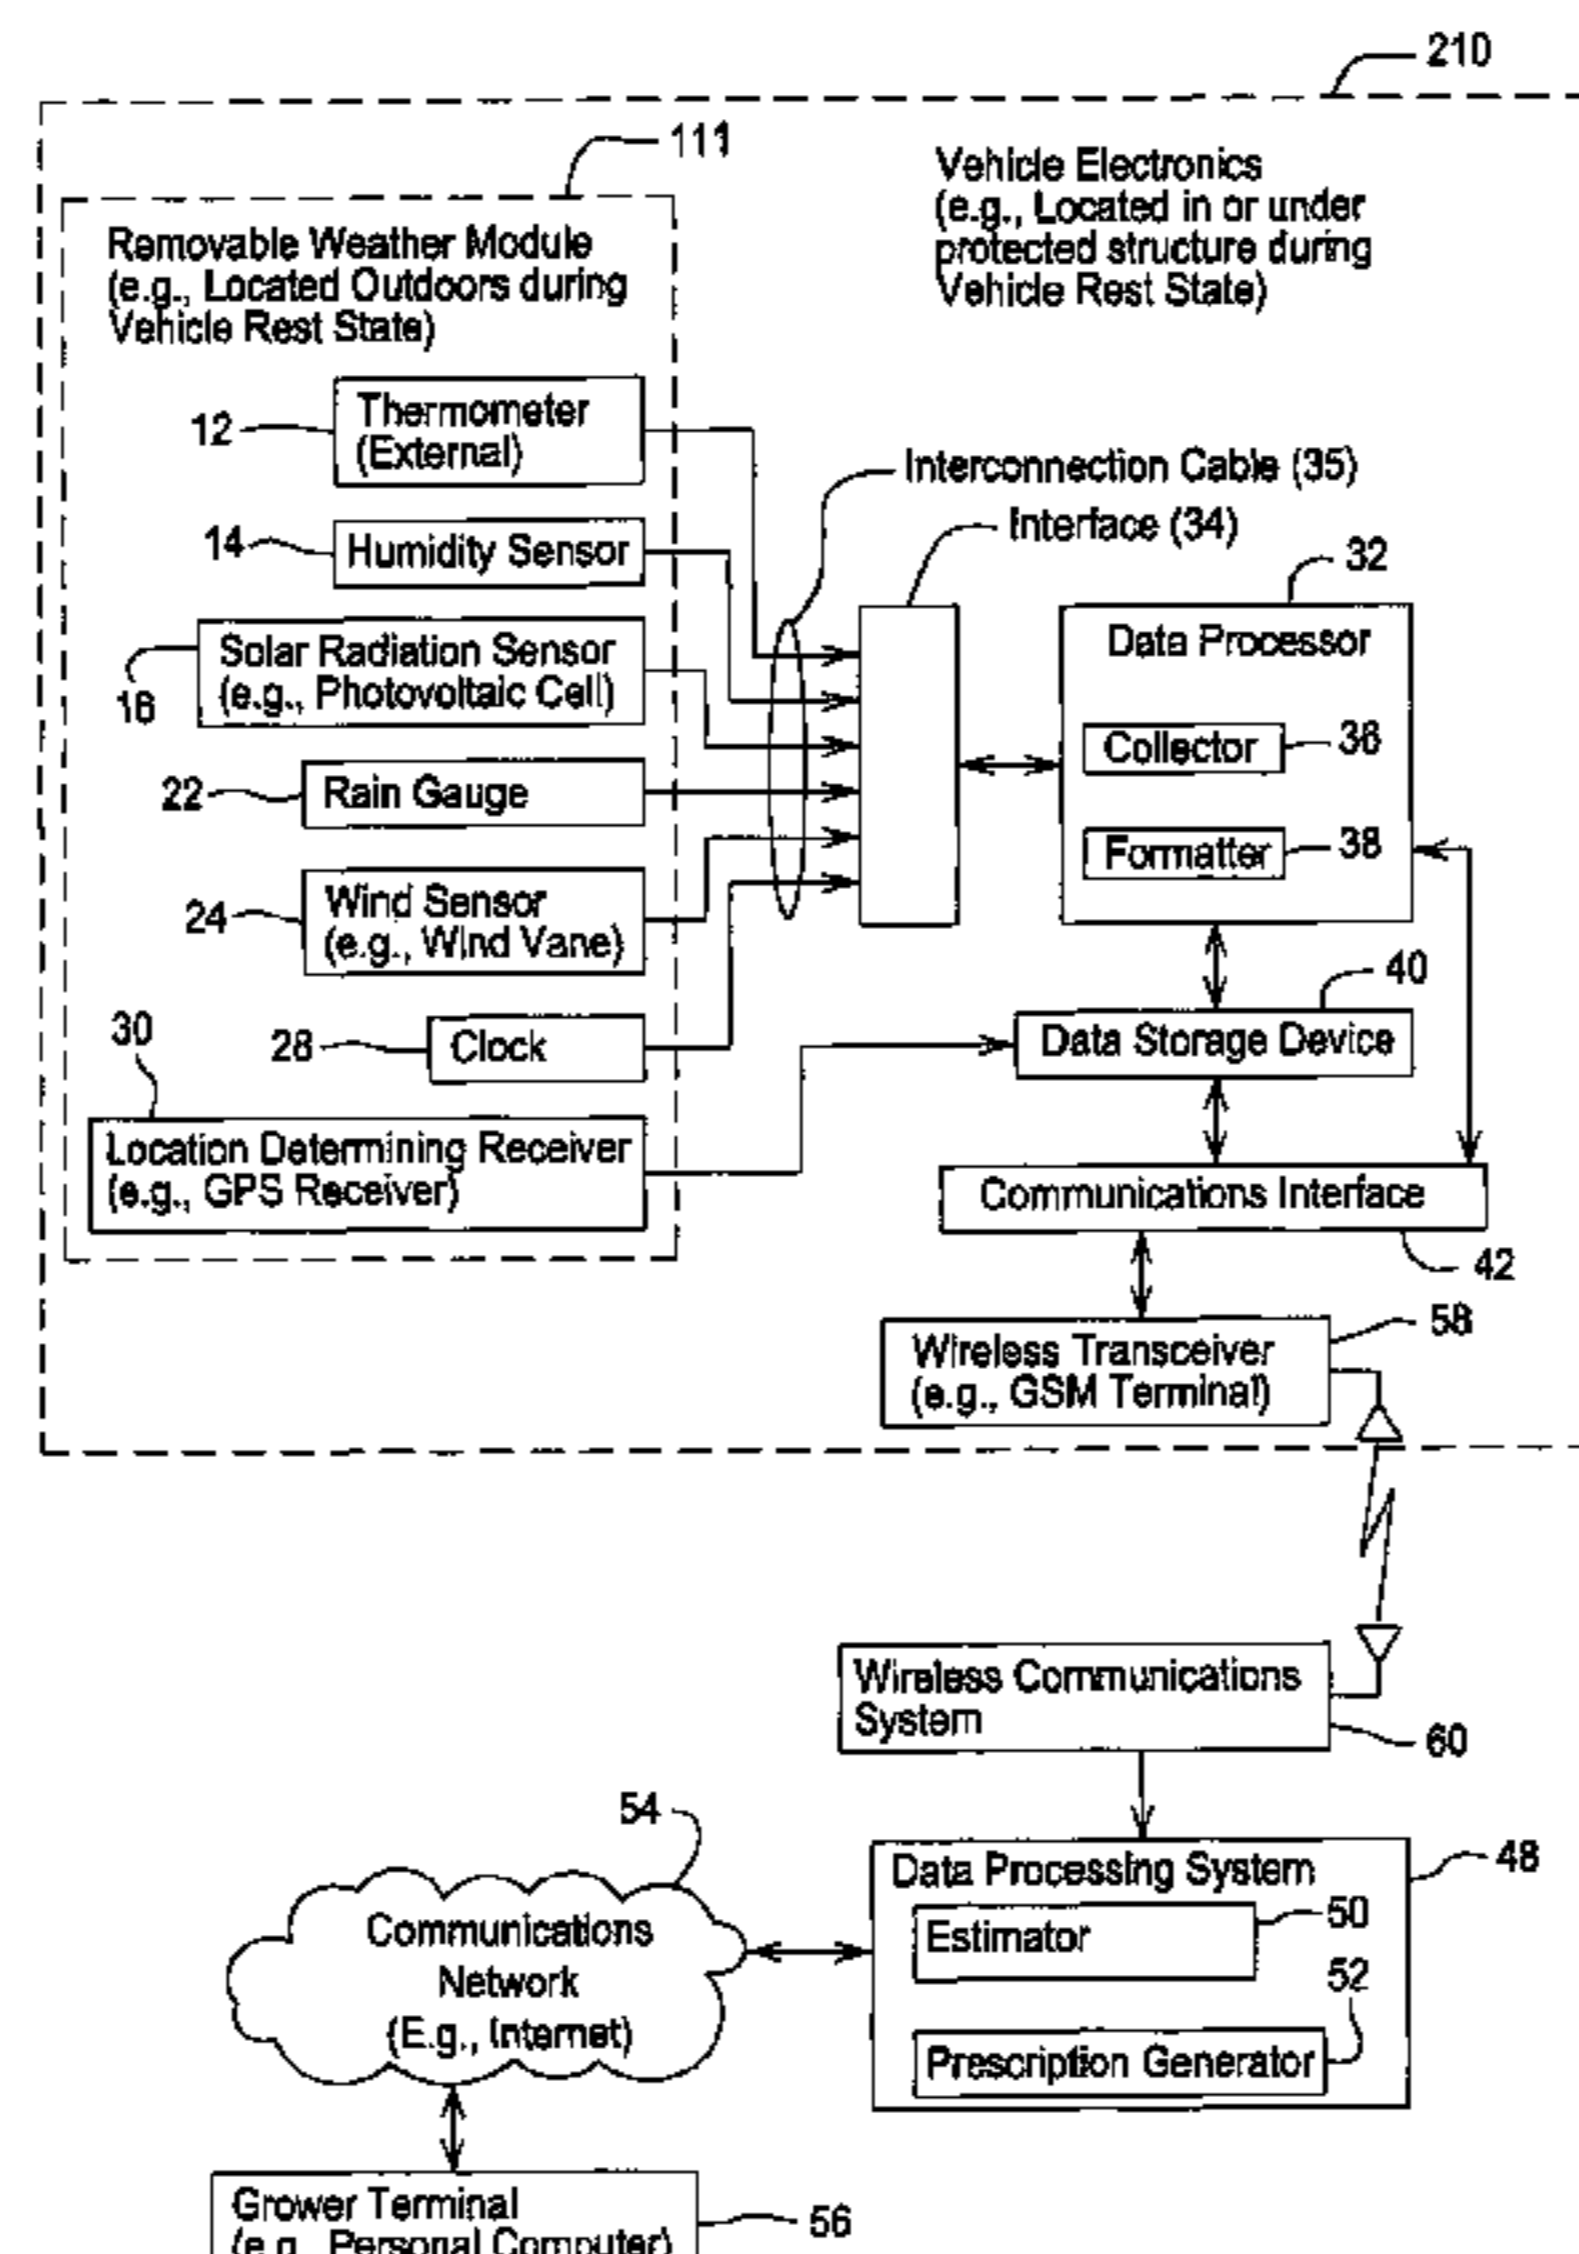 210
111
Vehicle Electronics
(e.g., Located in or under
protected structure during
Vehicle Rest State)
Removable Weather Module
(e.g., Located Outdoors during
Vehicle Rest State)
12
Thermometer
(External)
Interconnection Cable (35)
Interface (34)
14
Humidity Sensor
32
Data Processor
16
Solar Radiation Sensor
(e.g., Photovoltaic Cell)
Collector
36
22
Rain Gauge
Formatter
38
24
Wind Sensor
(e.g., Wind Vane)
40
30
28
Clock
Data Storage Device
Location Determining Receiver
(e.g., GPS Receiver)
Communications Interface
42
58
Wireless Transceiver
(e.g., GSM Terminal)
Wireless Communications
System
60
54
Data Processing System
48
Communications
Network
(E.g., Internet)
Estimator
50
52
Prescription Generator
Grower Terminal
(e.g., Personal Computer)
56